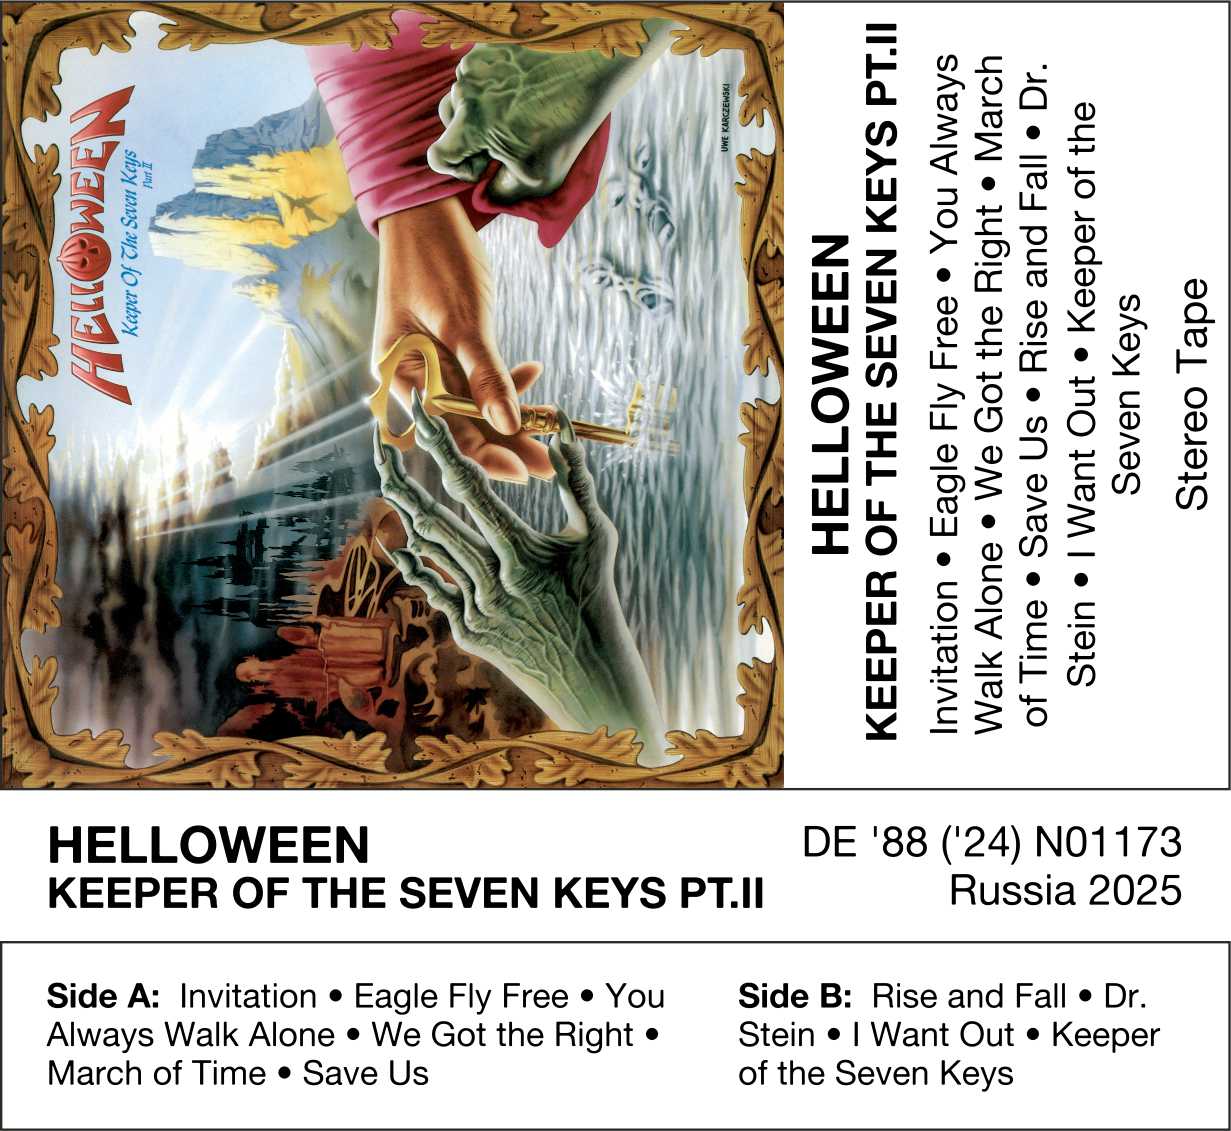 HELLOWEEN
Keeper Of The Seven Keys
Part II
UWE KARCZEWSKI
HELLOWEEN
KEEPER OF THE SEVEN KEYS PT.II
Invitation • Eagle Fly Free • You Always
Walk Alone • We Got the Right • March
of Time • Save Us • Rise and Fall • Dr.
Stein • I Want Out • Keeper of the
Seven Keys
Stereo Tape
HELLOWEEN
KEEPER OF THE SEVEN KEYS PT.II
DE '88 ('24) N01173
Russia 2025
Side A: Invitation • Eagle Fly Free • You
Always Walk Alone • We Got the Right •
March of Time • Save Us
Side B: Rise and Fall • Dr.
Stein • I Want Out • Keeper
of the Seven Keys